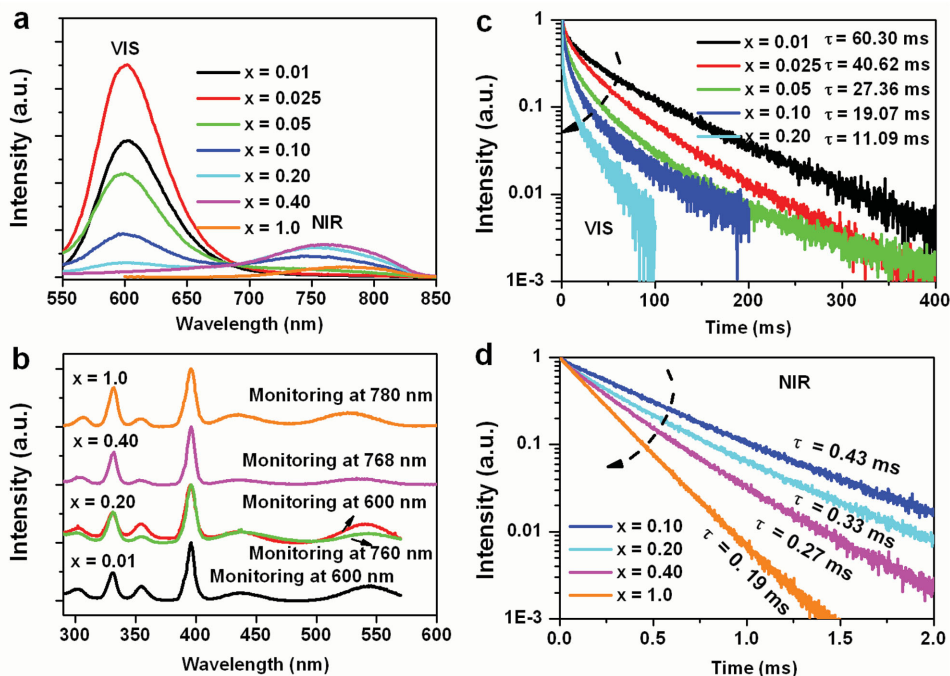 a
VIS
x = 0.01
x = 0.025
x = 0.05
x = 0.10
x = 0.20
x = 0.40
x = 1.0
NIR
Intensity (a.u.)
550 600 650 700 750 800 850
Wavelength (nm)
b
x = 1.0
Monitoring at 780 nm
x = 0.40
Monitoring at 768 nm
x = 0.20
Monitoring at 600 nm
Monitoring at 760 nm
x = 0.01
Monitoring at 600 nm
Intensity (a.u.)
300 350 400 450 500 550 600
Wavelength (nm)
c
x = 0.01 τ = 60.30 ms
x = 0.025 τ = 40.62 ms
x = 0.05 τ = 27.36 ms
x = 0.10 τ = 19.07 ms
x = 0.20 τ = 11.09 ms
VIS
Intensity (a.u.)
1
0.1
0.01
1E-3
0 100 200 300 400
Time (ms)
d
NIR
τ = 0.43 ms
τ = 0.33 ms
τ = 0.27 ms
τ = 0.19 ms
x = 0.10
x = 0.20
x = 0.40
x = 1.0
Intensity (a.u.)
1
0.1
0.01
1E-3
0.0 0.5 1.0 1.5 2.0
Time (ms)